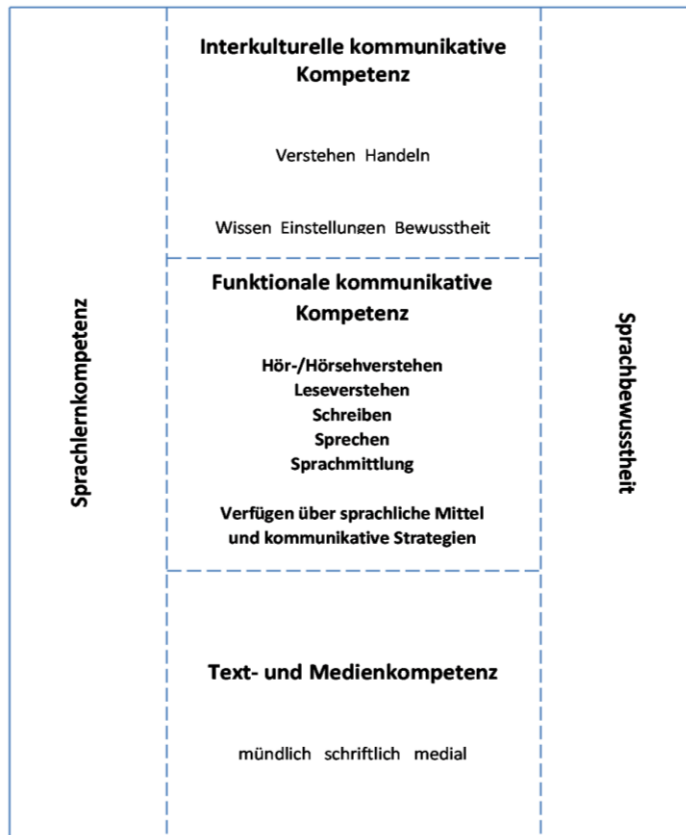 Interkulturelle kommunikative
Kompetenz
Verstehen Handeln
Wissen Einstellungen Bewusstheit
Sprachlernkompetenz
Funktionale kommunikative
Kompetenz
Hör-/Hörsehverstehen
Leseverstehen
Schreiben
Sprechen
Sprachmittlung
Verfügen über sprachliche Mittel
und kommunikative Strategien
Sprachbewusstheit
Text- und Medienkompetenz
mündlich schriftlich medial